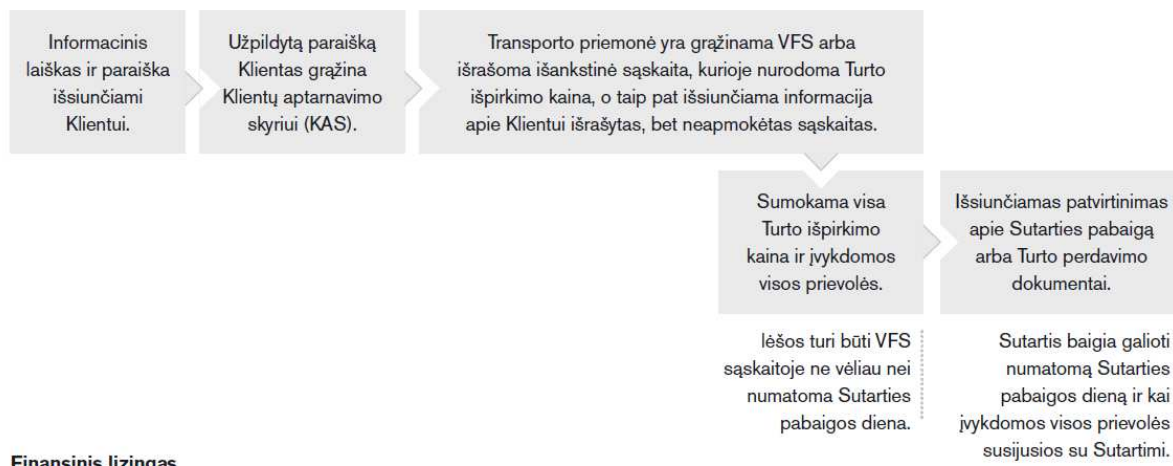 Informacinis
laiškas ir paraiška
išsiunčiami
Klientui.
Užpildytą paraišką
Klientas grąžina
Klientų aptarnavimo
skyriui (KAS).
Transporto priemonė yra grąžinama VFS arba
išrašoma išankstinė sąskaita, kurioje nurodoma Turto
išpirkimo kaina, o taip pat išsiunčiama informacija
apie Klientui išrašytas, bet neapmokėtas sąskaitas.
Sumokama visa
Turto išpirkimo
kaina ir įvykdomos
visos prievolės.
Išsiunčiamas patvirtinimas
apie Sutarties pabaigą
arba Turto perdavimo
dokumentai.
lėšos turi būti VFS
sąskaitoje ne vėliau nei
numatoma Sutarties
pabaigos diena.
Sutartis baigia galioti
numatomą Sutarties
pabaigos dieną ir kai
įvykdomos visos prievolės
susijusios su Sutartimi.
Finansinis lizingas